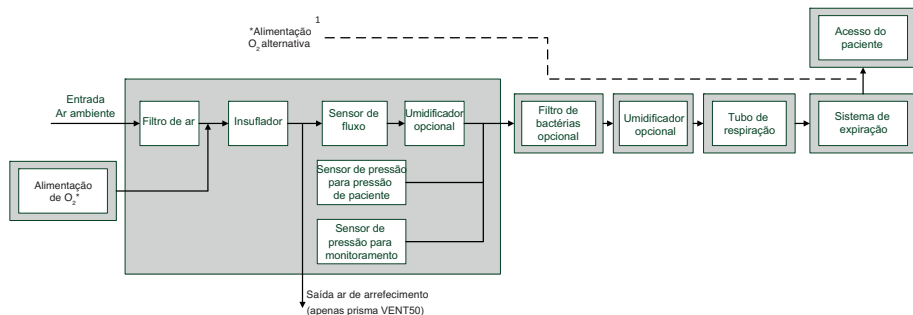 *Alimentação 1
O2 alternativa
Acesso do
paciente
Entrada
Ar ambiente
Filtro de ar
Insuflador
Sensor de
fluxo
Umidificador
opcional
Filtro de
bactérias
opcional
Umidificador
opcional
Tubo de
respiração
Sistema de
expiração
Alimentação
de O2*
Sensor de pressão
para pressão
de paciente
Sensor de
pressão para
monitoramento
Saída ar de arrefecimento
(apenas prisma VENT50)